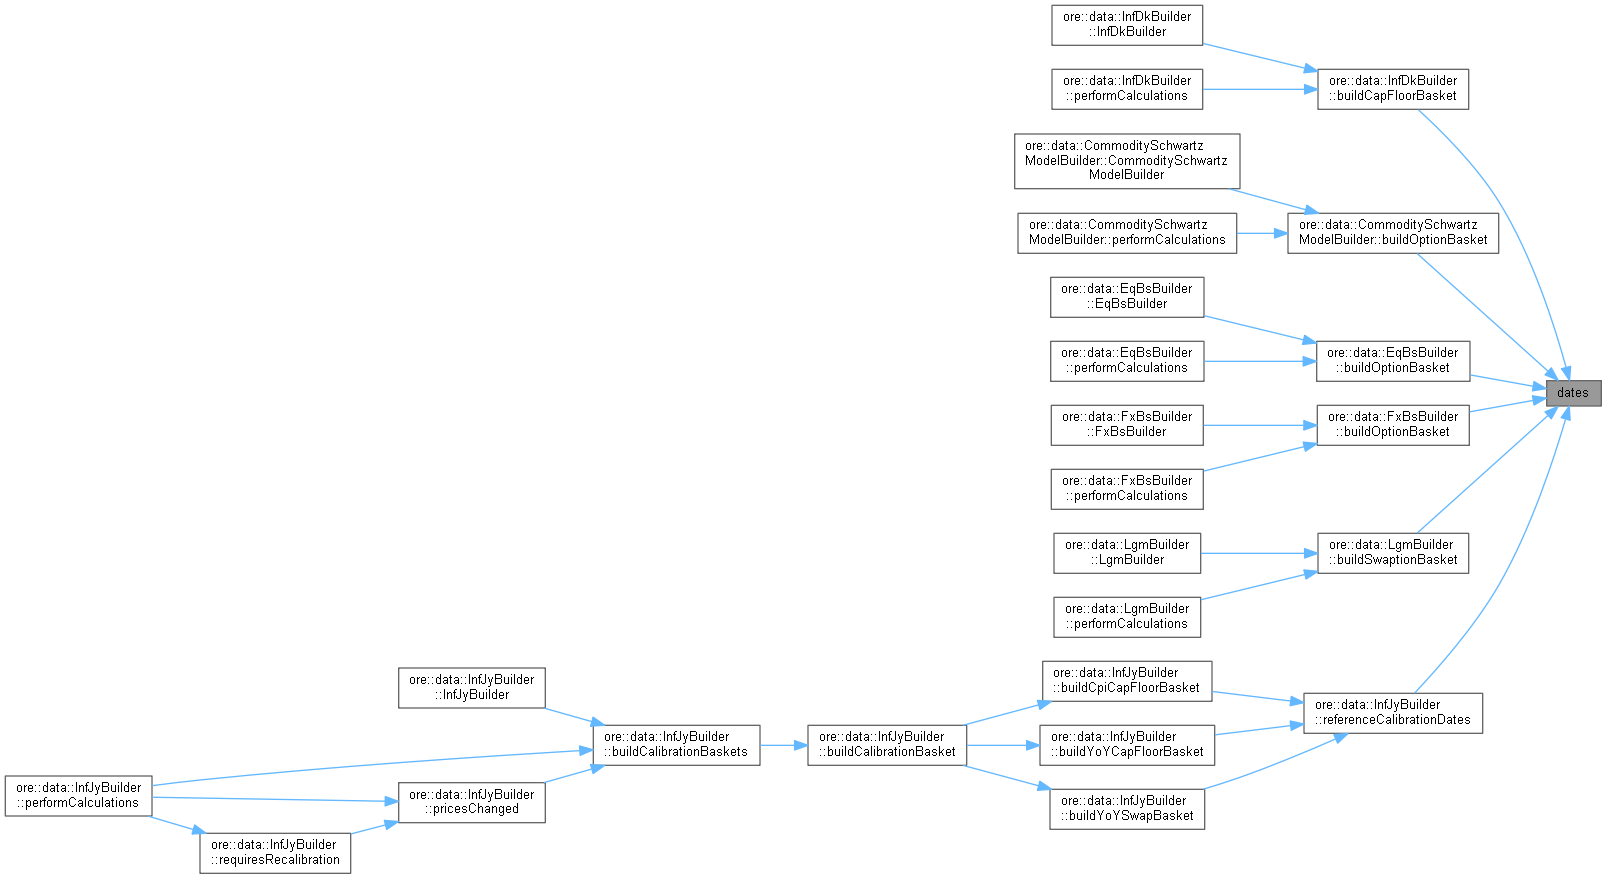 ore::data::InfDkBuilder
::InfDkBuilder
ore::data::InfDkBuilder
::performCalculations
ore::data::InfDkBuilder
::buildCapFloorBasket
ore::data::CommoditySchwartz
ModelBuilder::CommoditySchwartz
ModelBuilder
ore::data::CommoditySchwartz
ModelBuilder::performCalculations
ore::data::CommoditySchwartz
ModelBuilder::buildOptionBasket
ore::data::EqBsBuilder
::EqBsBuilder
ore::data::EqBsBuilder
::performCalculations
ore::data::EqBsBuilder
::buildOptionBasket
dates
ore::data::FxBsBuilder
::FxBsBuilder
ore::data::FxBsBuilder
::buildOptionBasket
ore::data::FxBsBuilder
::performCalculations
ore::data::LgmBuilder
::LgmBuilder
ore::data::LgmBuilder
::buildSwaptionBasket
ore::data::LgmBuilder
::performCalculations
ore::data::InfJyBuilder
::InfJyBuilder
ore::data::InfJyBuilder
::buildCpiCapFloorBasket
ore::data::InfJyBuilder
::referenceCalibrationDates
ore::data::InfJyBuilder
::buildCalibrationBaskets
ore::data::InfJyBuilder
::buildCalibrationBasket
ore::data::InfJyBuilder
::buildYoYCapFloorBasket
ore::data::InfJyBuilder
::performCalculations
ore::data::InfJyBuilder
::pricesChanged
ore::data::InfJyBuilder
::buildYoYSwapBasket
ore::data::InfJyBuilder
::requiresRecalibration